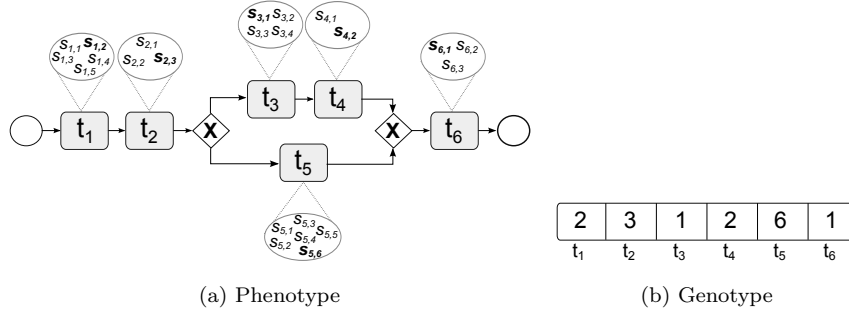 s1,1 s1,2
s1,3 s1,4
s1,5
s2,1
s2,2 s2,3
s3,1 s3,2
s3,3 s3,4
s4,1
s4,2
s6,1 s6,2
s6,3
t3 t4
t1 t2 X X t6
t5
s5,1 s5,3 s5,5
s5,2 s5,4
s5,6
2 3 1 2 6 1
t1 t2 t3 t4 t5 t6
(a) Phenotype
(b) Genotype